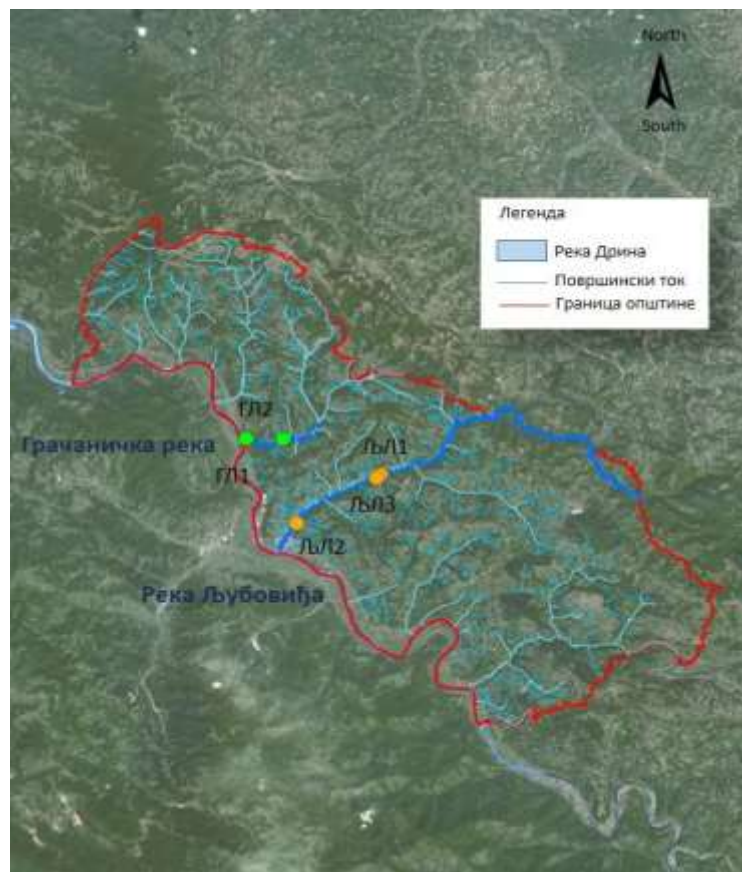 North
South
Легенда
Река Дрина
Површински ток
Граница општине
ГЛ2
Грачаничка река
ГЛ1
ЉЛ1
ЉЛ3
ЉЛ2
Река Љубовиђа